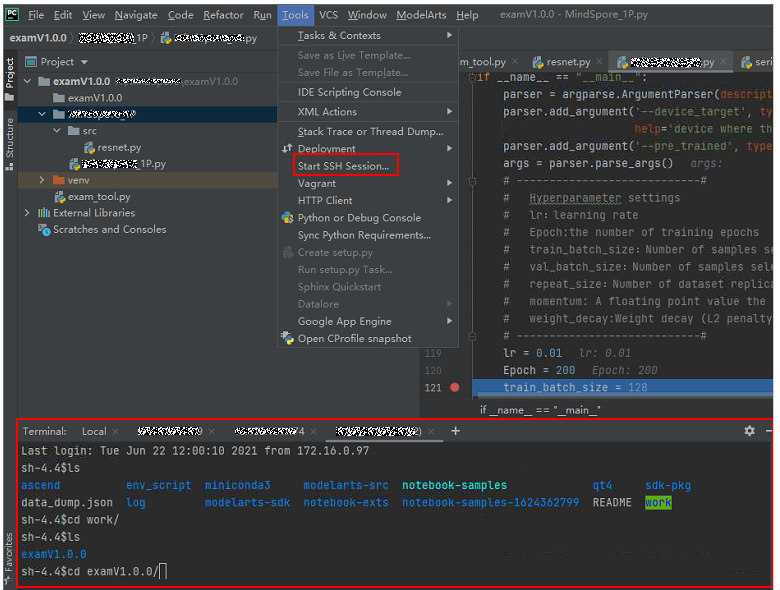 PC File Edit View Navigate Code Refactor Run Tools VCS Window ModelArts Help examV1.0.0 - MindSpore_1P.py
examV1.0.0 _1P .py
Project
Structure
Favorites
Project
examV1.0.0 \examV1.0.0
examV1.0.0
src
resnet.py
_1P.py
venv
exam_tool.py
External Libraries
Scratches and Consoles
Tasks & Contexts
Save as Live Template...
Save File as Template...
IDE Scripting Console
XML Actions
Stack Trace or Thread Dump...
Deployment
Start SSH Session...
Vagrant
HTTP Client
Python or Debug Console
Sync Python Requirements...
Create setup.py
Run setup.py Task...
Sphinx Quickstart
Datalore
Google App Engine
Open CProfile snapshot
m_tool.py resnet.py .py seri
if __name__ == "__main__":
parser = argparse.ArgumentParser(descript
parser.add_argument('--device_target', ty
help='device where th
parser.add_argument('--pre_trained', type
args = parser.parse_args() args:
# ---------------------------#
# Hyperparameter settings
# lr: learning rate
# Epoch:the number of training epochs
# train_batch_size: Number of samples se
# val_batch_size: Number of samples sele
# repeat_size: Number of dataset replica
# momentum: A floating point value the
# weight_decay:Weight decay (L2 penalty
# ---------------------------#
119 lr = 0.01 lr: 0.01
120 Epoch = 200 Epoch: 200
121 train_batch_size = 128
if __name__ == "__main__"
Terminal: Local +
Last login: Tue Jun 22 12:00:10 2021 from 172.16.0.97
sh-4.4$ls
ascend env_script miniconda3 modelarts-src notebook-samples qt4 sdk-pkg
data_dump.json log modelarts-sdk notebook-exts notebook-samples-1624362799 README work
sh-4.4$cd work/
sh-4.4$ls
examV1.0.0
sh-4.4$cd examV1.0.0/